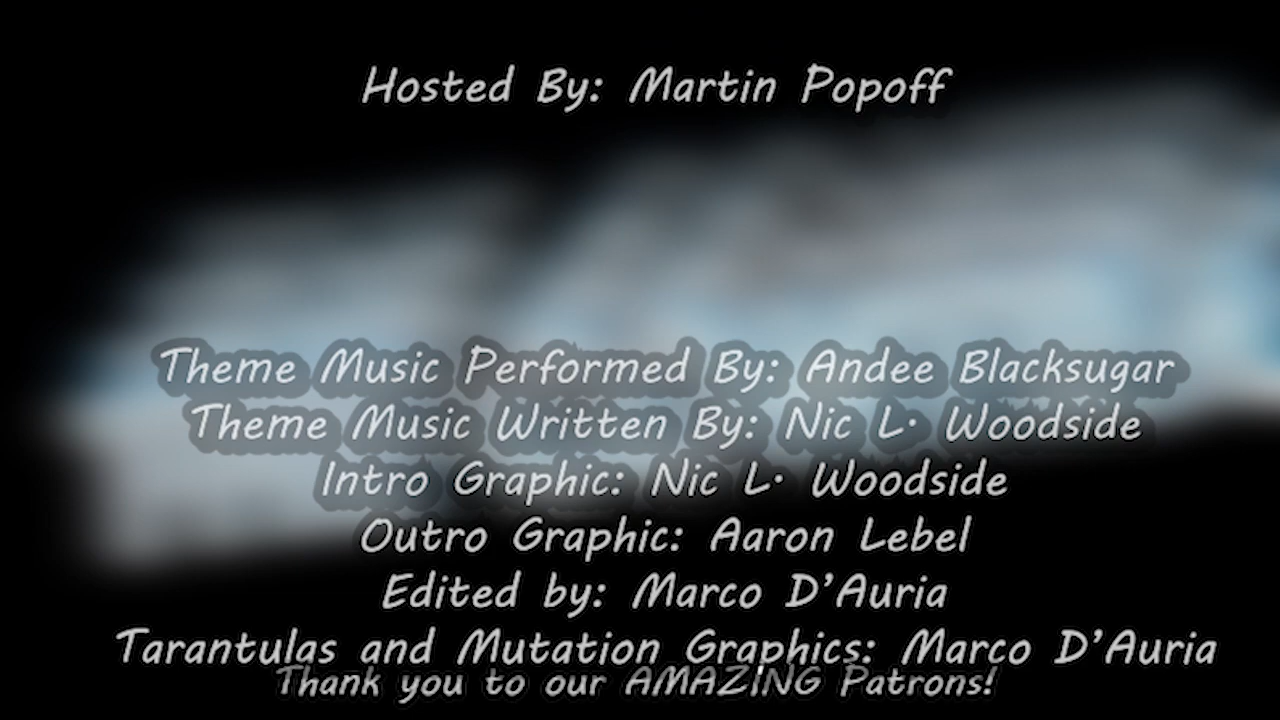 Hosted By: Martin Popoff
Theme Music Performed By: Andee Blacksugar
Theme Music Written By: Nic L. Woodside
Intro Graphic: Nic L. Woodside
Outro Graphic: Aaron Lebel
Edited by: Marco D’Auria
Tarantulas and Mutation Graphics: Marco D’Auria
Thank you to our AMAZING Patrons!